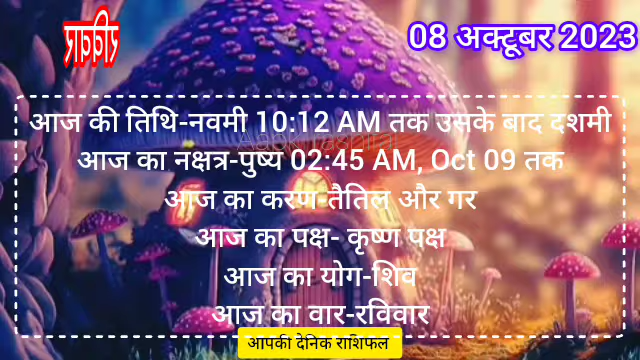 08 अक्टूबर 2023
आज की तिथि-नवमी 10:12 AM तक उसके बाद दशमी
आज का नक्षत्र-पुष्य 02:45 AM, Oct 09 तक
आज का करण-तैतिल और गर
आज का पक्ष- कृष्ण पक्ष
आज का योग-शिव
आज का वार-रविवार
आपकी दैनिक राशिफल